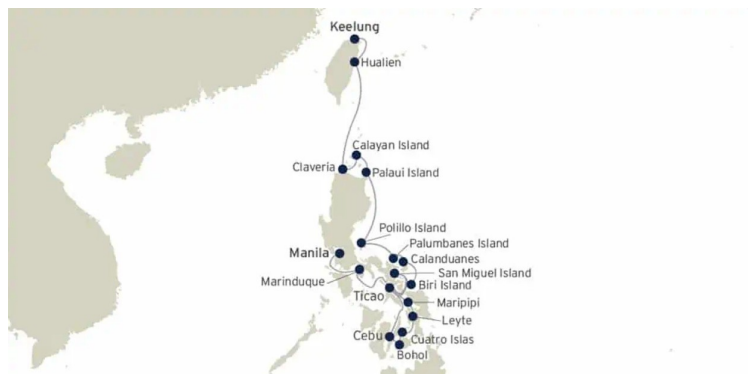 Keelung
Hualien
Calayan Island
Claveria
Palaui Island
Polillo Island
Palumbanes Island
Manila
Calanduanes
San Miguel Island
Marinduque
Biri Island
Ticao
Maripipi
Leyte
Cebu
Cuatro Islas
Bohol